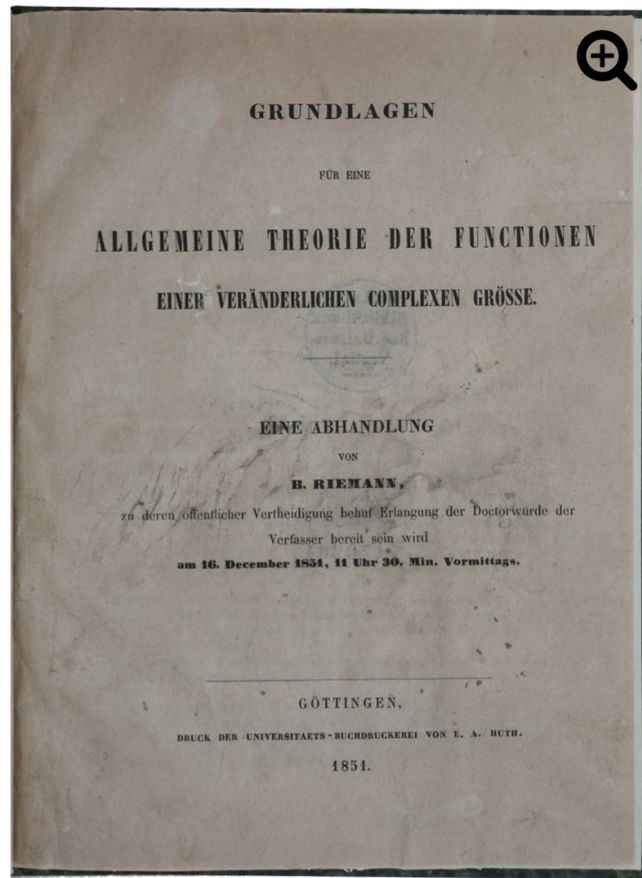 GRUNDLAGEN
FÜR EINE
ALLGEMEINE THEORIE DER FUNCTIONEN
EINER VERÄNDERLICHEN COMPLEXEN GRÖSSE.
EINE ABHANDLUNG
VON
B. RIEMANN,
zu deren öffentlicher Vertheidigung behuf Erlangung der Doctorwürde der
Verfasser bereit sein wird
am 16. December 1851, 11 Uhr 30. Min. Vormittags.
GÖTTINGEN,
DRUCK DER UNIVERSITAETS-BUCHDRUCKEREI VON E. A. HUTH.
1851.